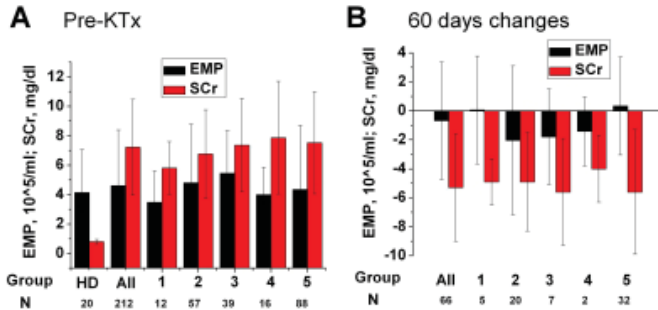 A Pre-KTx
EMP, 10^5/ml; SCr, mg/dl
12
10
8
6
4
2
0
EMP
SCr
Group HD All 1 2 3 4 5
N 20 212 12 57 39 16 88
B 60 days changes
EMP, 10^5/ml; SCr, mg/dl
4
2
0
-2
-4
-6
-8
-10
EMP
SCr
Group All 1 2 3 4 5
N 66 5 20 7 2 32